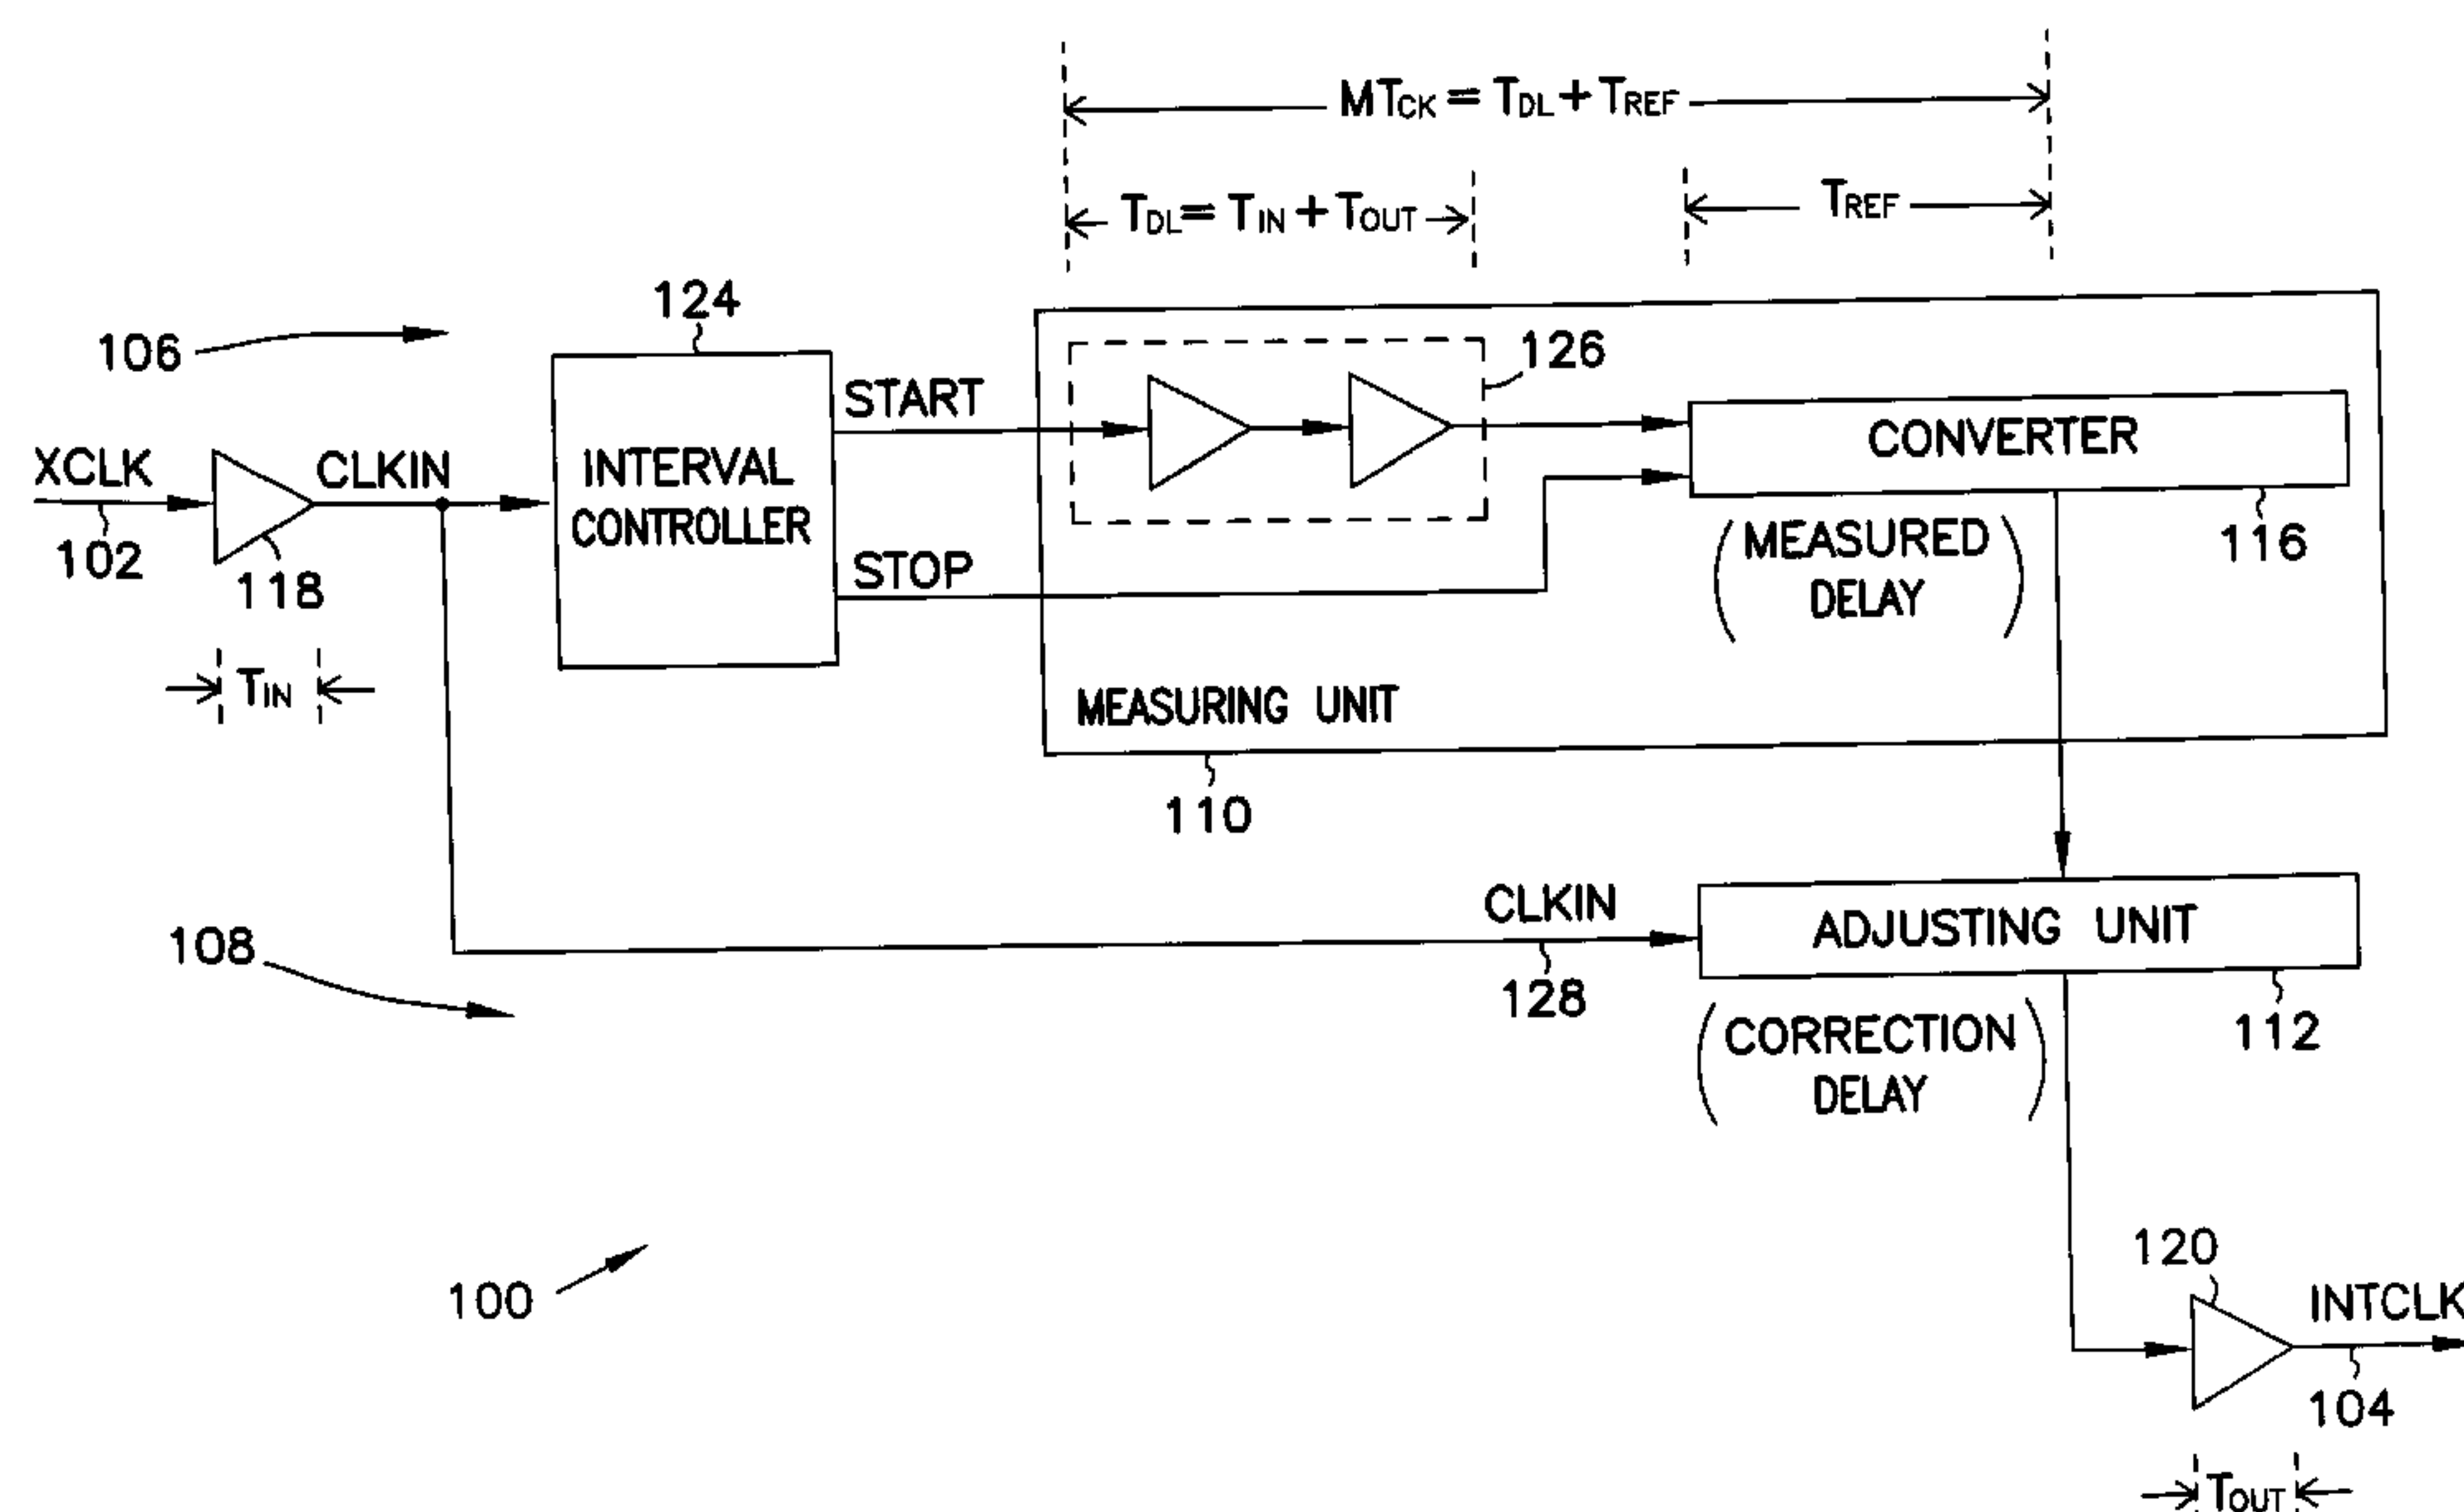 MTCK = TDL + TREF
TDL = TIN + TOUT
TREF
124
106
126
START
CONVERTER
XCLK
CLKIN
INTERVAL
CONTROLLER
102
118
STOP
(MEASURED
DELAY)
116
TIN
MEASURING UNIT
110
CLKIN
ADJUSTING UNIT
108
128
(CORRECTION
DELAY)
112
120
100
INTCLK
104
TOUT